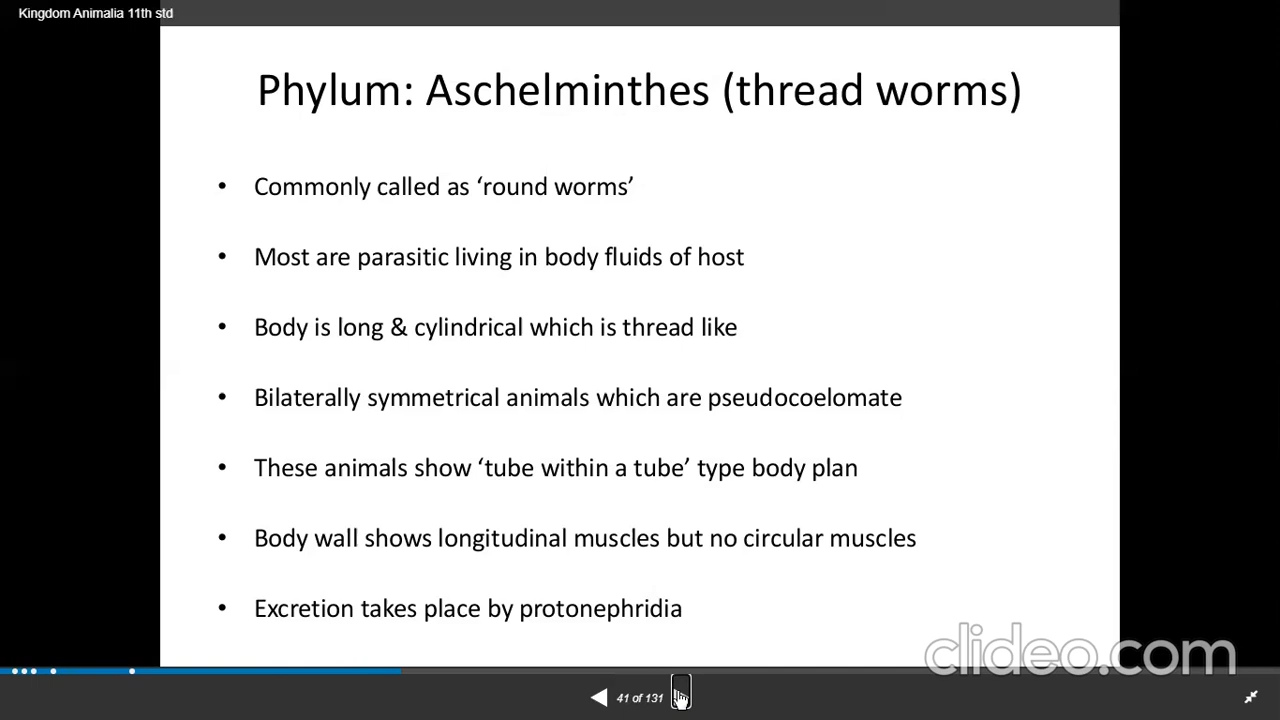 Kingdom Animalia 11th std
Phylum: Aschelminthes (thread worms)
• Commonly called as ‘round worms’
• Most are parasitic living in body fluids of host
• Body is long & cylindrical which is thread like
• Bilaterally symmetrical animals which are pseudocoelomate
• These animals show ‘tube within a tube’ type body plan
• Body wall shows longitudinal muscles but no circular muscles
• Excretion takes place by protonephridia
clideo.com
41 of 131